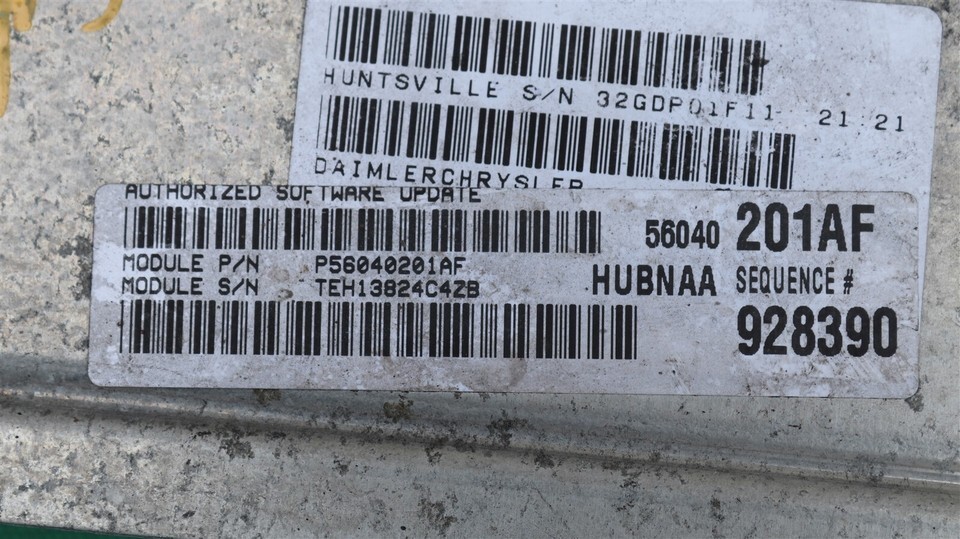 HUNTSVILLE S/N 32GDP01F11 21:21
DAIMLERCHRYSLER
AUTHORIZED SOFTWARE UPDATE
56040 201AF
MODULE P/N P56040201AF
MODULE S/N TEH13824C4ZB
HUBNAA SEQUENCE #
928390